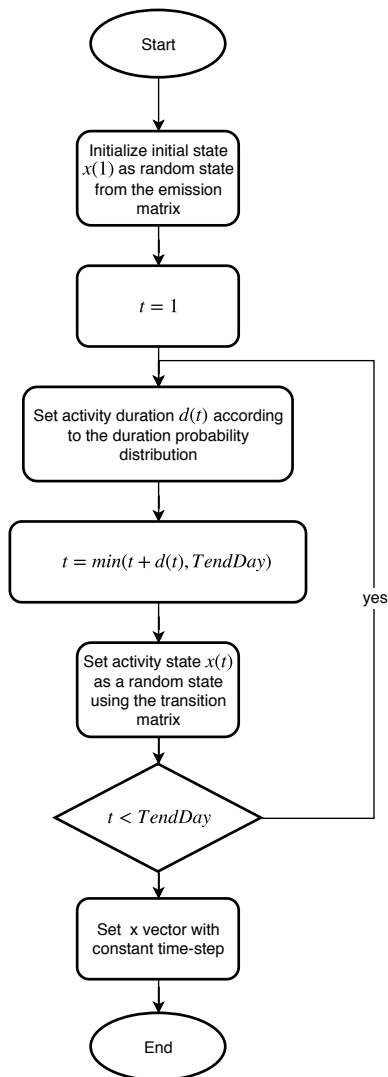 Start
Initialize initial state
x(1) as random state
from the emission
matrix
t = 1
Set activity duration d(t) according
to the duration probability
distribution
t = min(t + d(t), TendDay)
yes
Set activity state x(t)
as a random state
using the transition
matrix
t < TendDay
Set x vector with
constant time-step
End